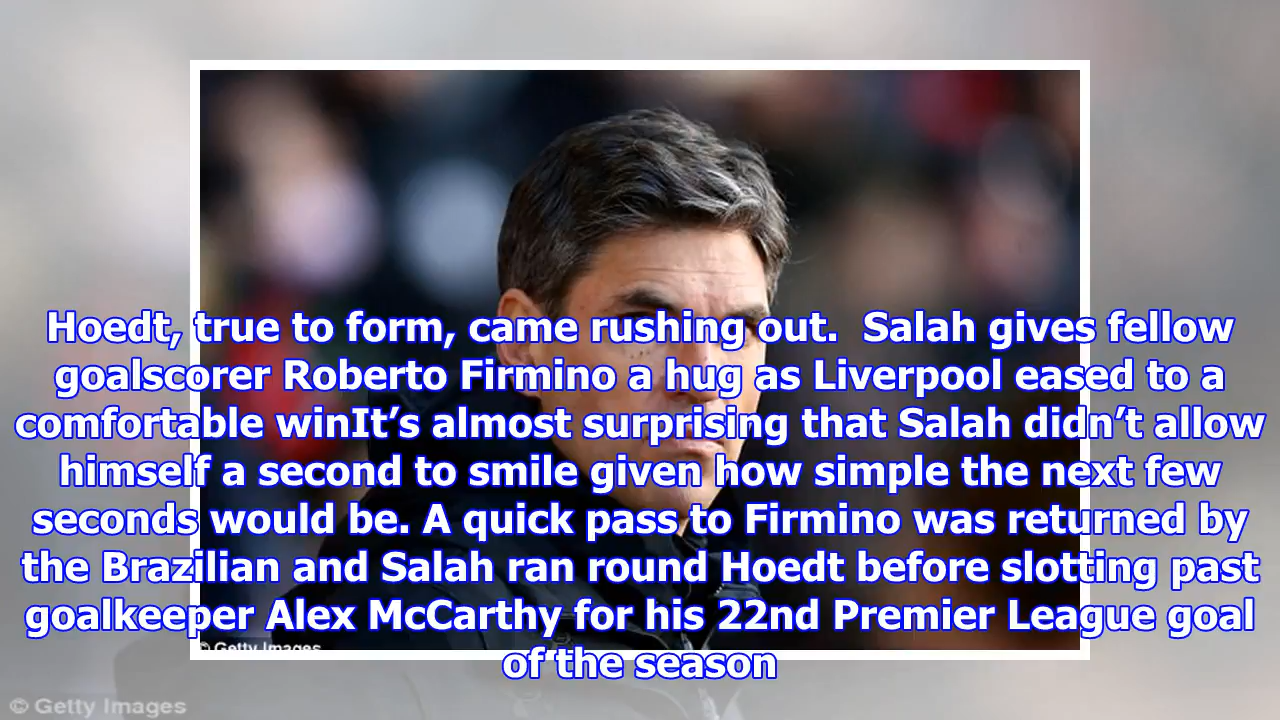 Hoedt, true to form, came rushing out.  Salah gives fellow
goalscorer Roberto Firmino a hug as Liverpool eased to a
comfortable winIt’s almost surprising that Salah didn’t allow
himself a second to smile given how simple the next few
seconds would be. A quick pass to Firmino was returned by
the Brazilian and Salah ran round Hoedt before slotting past
goalkeeper Alex McCarthy for his 22nd Premier League goal
© Getty Images
of the season
© Getty Images